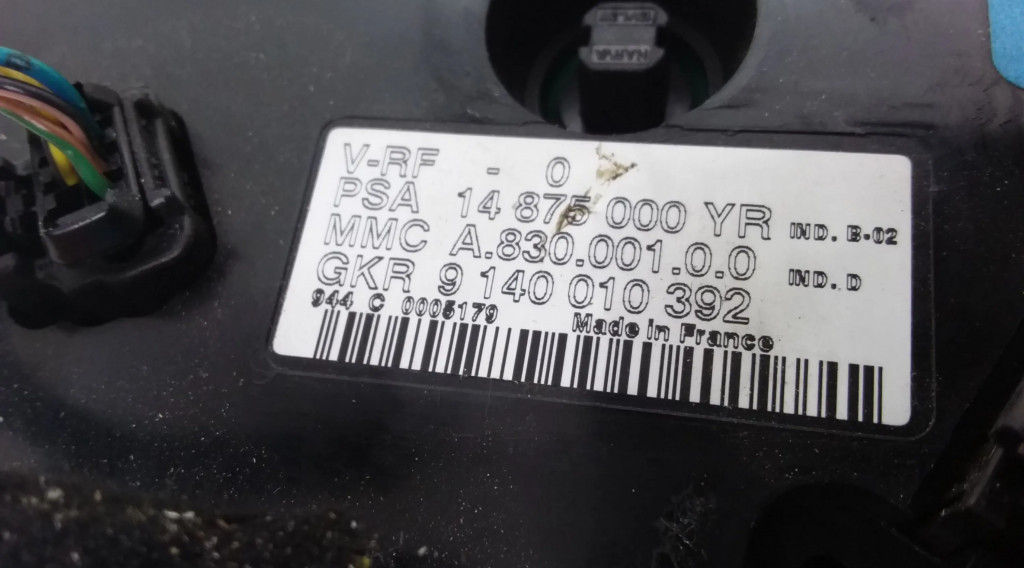 V-RF - 0
PSA 14 875 000 YR IND. B-02
MMC A.830.001.0.0
GKR 9 140 010 392 IND. D
944 C 0005179 Made in France
NARVA